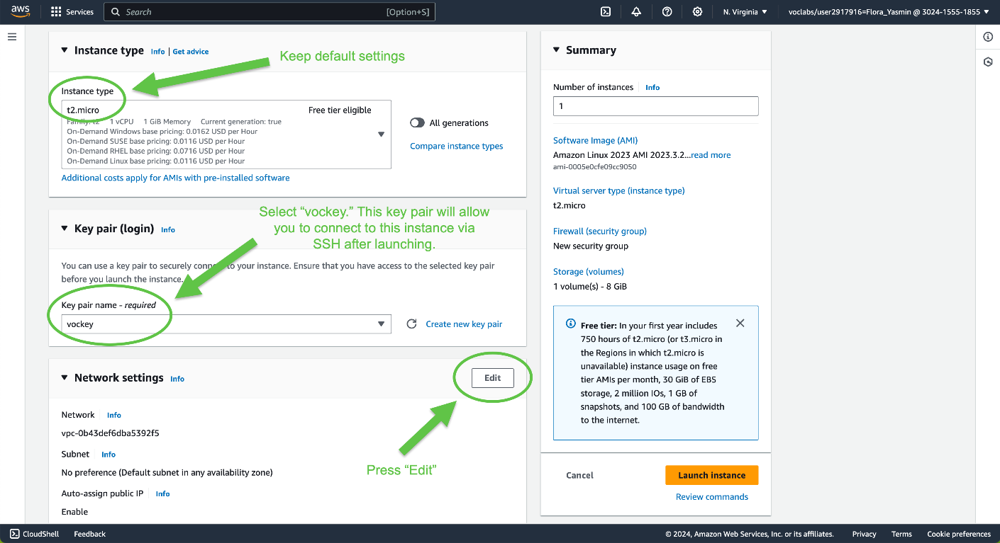 aws
Services
Search
[Option+S]
N. Virginia
voclabs/user2917916=Flora_Yasmin @ 3024-1555-1855
Instance type
Info | Get advice
Keep default settings
Instance type
t2.micro
Free tier eligible
Family: t2 1 vCPU 1 GiB Memory Current generation: true
On-Demand Windows base pricing: 0.0162 USD per Hour
On-Demand SUSE base pricing: 0.0116 USD per Hour
On-Demand RHEL base pricing: 0.0716 USD per Hour
On-Demand Linux base pricing: 0.0116 USD per Hour
All generations
Compare instance types
Additional costs apply for AMIs with pre-installed software
Select “vockey.” This key pair will allow
you to connect to this instance via
SSH after launching.
Key pair (login)
Info
You can use a key pair to securely connect to your instance. Ensure that you have access to the selected key pair
before you launch the instance.
Key pair name - required
vockey
Create new key pair
Network settings
Info
Edit
Network
Info
vpc-0b43def6dba5392f5
Subnet
Info
No preference (Default subnet in any availability zone)
Press “Edit”
Auto-assign public IP
Info
Enable
Summary
Number of instances
Info
1
Software Image (AMI)
Amazon Linux 2023 AMI 2023.3.2...read more
ami-0005e0cfe09cc9050
Virtual server type (instance type)
t2.micro
Firewall (security group)
New security group
Storage (volumes)
1 volume(s) - 8 GiB
Free tier: In your first year includes
750 hours of t2.micro (or t3.micro in
the Regions in which t2.micro is
unavailable) instance usage on free
tier AMIs per month, 30 GiB of EBS
storage, 2 million IOs, 1 GB of
snapshots, and 100 GB of bandwidth
to the internet.
Cancel
Launch instance
Review commands
CloudShell
Feedback
© 2024, Amazon Web Services, Inc. or its affiliates.
Privacy
Terms
Cookie preferences